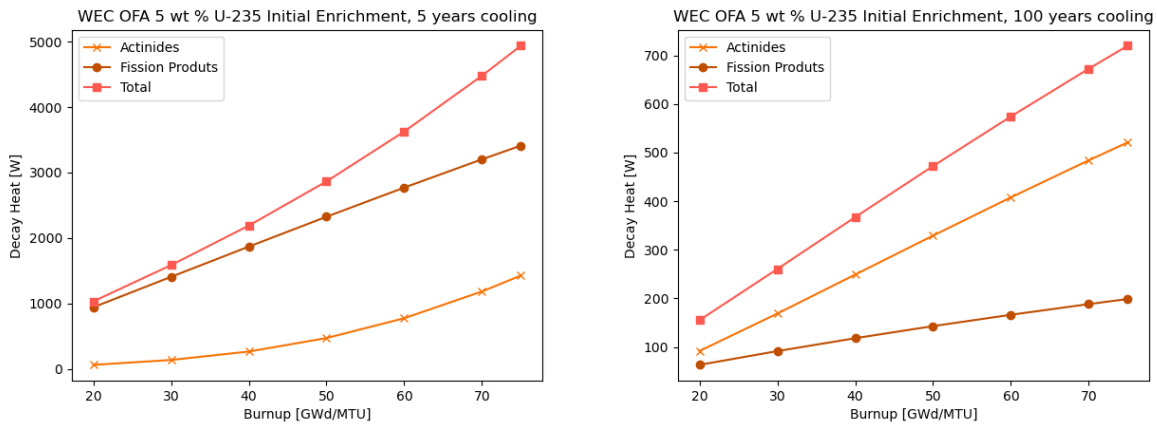 WEC OFA 5 wt % U-235 Initial Enrichment, 5 years cooling
Actinides
Fission Produts
Total
5000
4000
3000
2000
1000
0
Decay Heat [W]
20 30 40 50 60 70
Burnup [GWd/MTU]
WEC OFA 5 wt % U-235 Initial Enrichment, 100 years cooling
Actinides
Fission Produts
Total
700
600
500
400
300
200
100
Decay Heat [W]
20 30 40 50 60 70
Burnup [GWd/MTU]